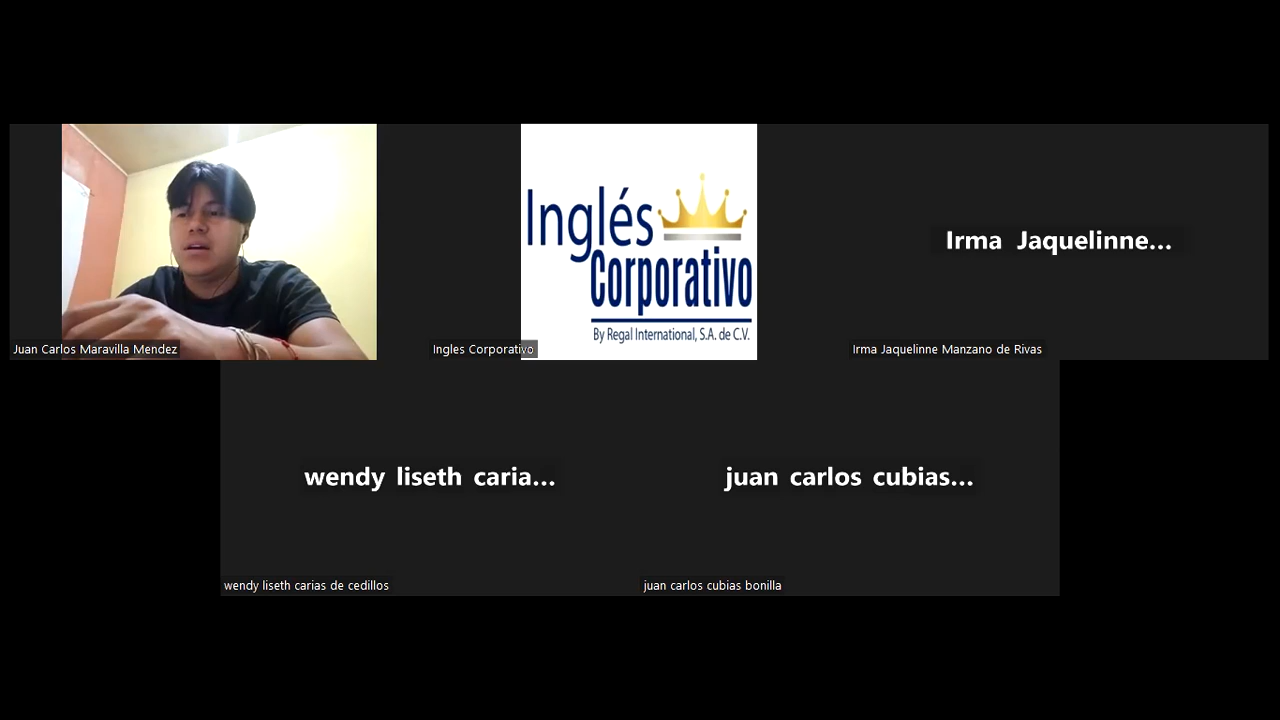 Inglés
Corporativo
By Regal International, S.A. de C.V.
Irma Jaquelinne...
Juan Carlos Maravilla Mendez
Ingles Corporativo
Irma Jaquelinne Manzano de Rivas
wendy liseth caria...
juan carlos cubias...
wendy liseth carias de cedillos
juan carlos cubias bonilla